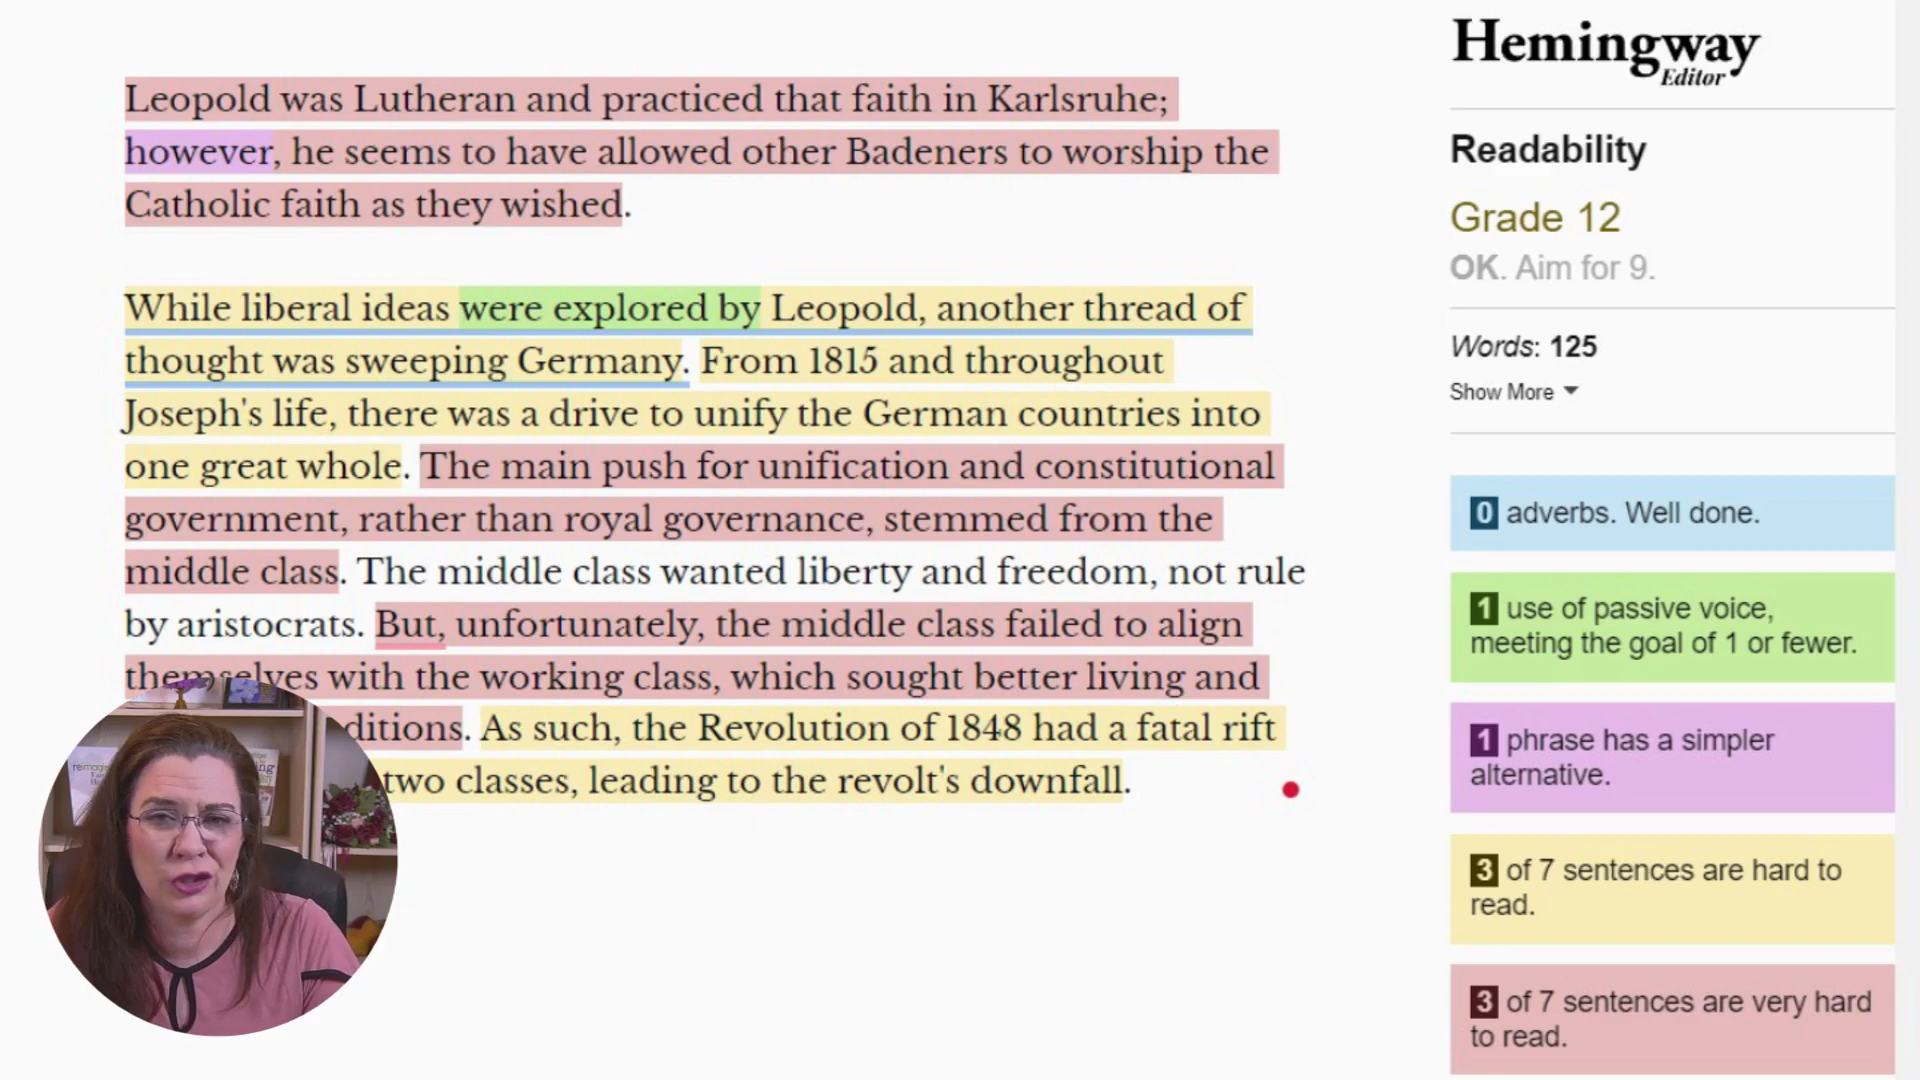 Leopold was Lutheran and practiced that faith in Karlsruhe;
however, he seems to have allowed other Badeners to worship the
Catholic faith as they wished.
While liberal ideas were explored by Leopold, another thread of
thought was sweeping Germany. From 1815 and throughout
Joseph's life, there was a drive to unify the German countries into
one great whole. The main push for unification and constitutional
government, rather than royal governance, stemmed from the
middle class. The middle class wanted liberty and freedom, not rule
by aristocrats. But, unfortunately, the middle class failed to align
themselves with the working class, which sought better living and
ditions. As such, the Revolution of 1848 had a fatal rift
two classes, leading to the revolt's downfall.
Hemingway
Editor
Readability
Grade 12
OK. Aim for 9.
Words: 125
Show More
0 adverbs. Well done.
1 use of passive voice,
meeting the goal of 1 or fewer.
1 phrase has a simpler
alternative.
3 of 7 sentences are hard to
read.
3 of 7 sentences are very hard
to read.